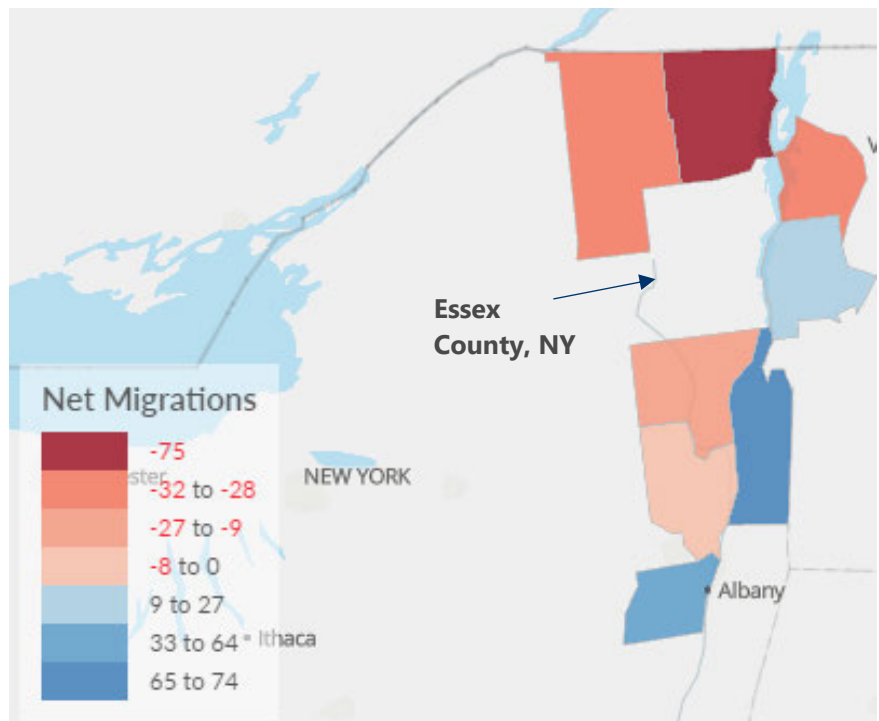 V
Essex
County, NY
Net Migrations
-75
ester
-32 to -28
NEW YORK
-27 to -9
-8 to 0
9 to 27
Albany
33 to 64
Ithaca
65 to 74